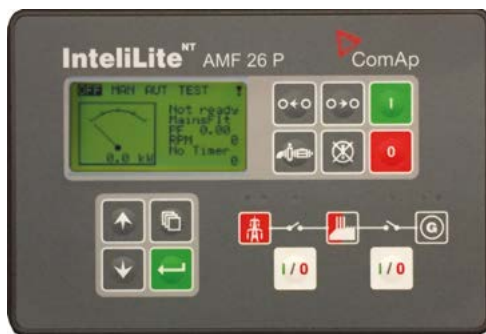 InteliLite NT AMF 26 P
ComAp
OFF MAN AUT TEST !
Not ready
MainsFlt
PF 0.00
RPM 0
No Timer
0
0.0 kW
I
0
G
I/0
I/0